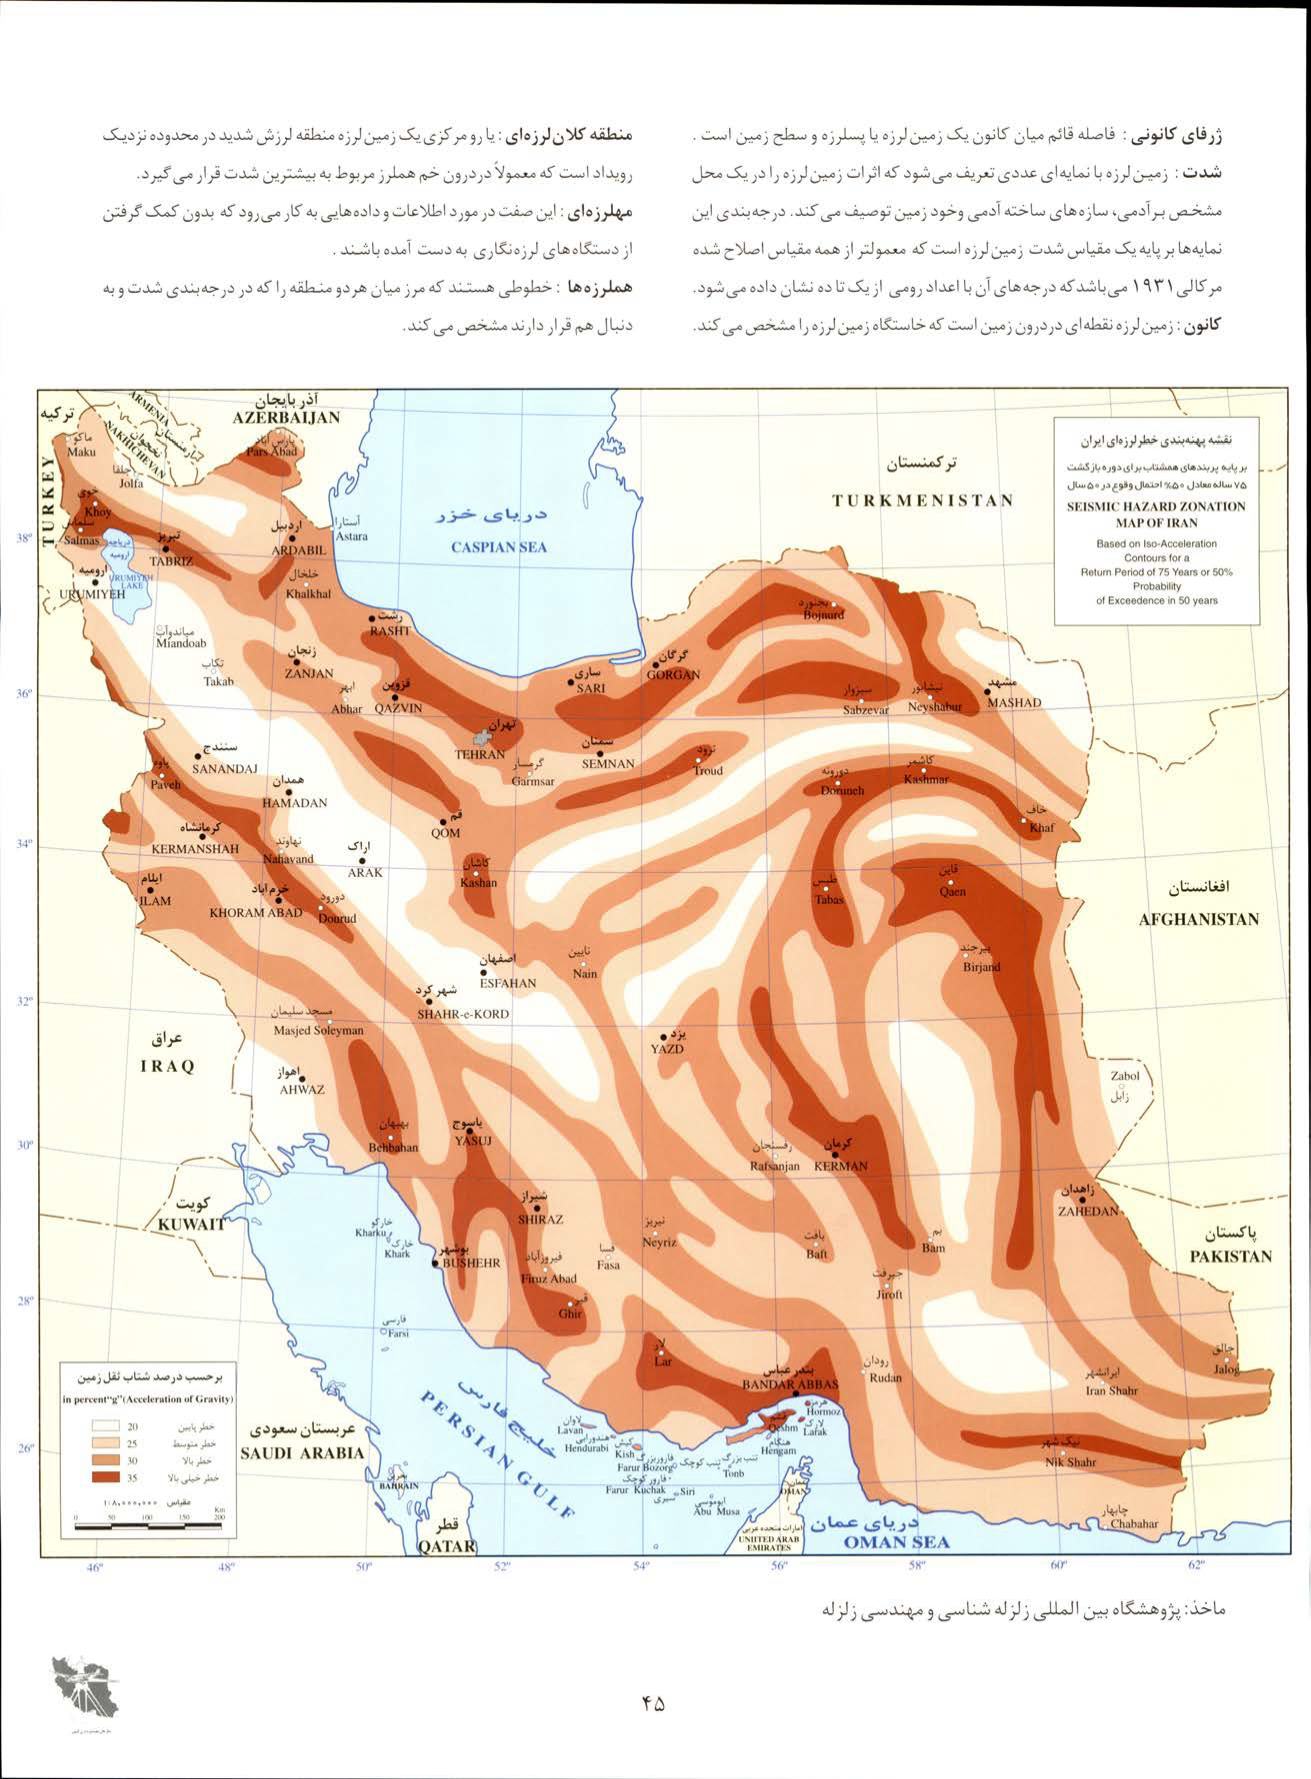 ژرفای کانونی : فاصله قائم میان کانون یک زمین‌لرزه یا پسلرزه و سطح زمین است .
شدت : زمین‌لرزه با نمایه‌ای عددی تعریف می‌شود که اثرات زمین‌لرزه را در یک محل
مشخص برآدمی، سازه‌های ساخته آدمی وخود زمین توصیف می‌کند. درجه‌بندی این
نمایه‌ها بر پایه یک مقیاس شدت زمین‌لرزه است که معمولتر از همه مقیاس اصلاح شده
مرکالی ۱۹۳۱ می‌باشدکه درجه‌های آن با اعداد رومی از یک تا ده نشان داده می‌شود.
کانون : زمین‌لرزه نقطه‌ای دردرون زمین است که خاستگاه زمین‌لرزه را مشخص می‌کند.
منطقه کلان‌لرزه‌ای : یا رو مرکزی یک زمین‌لرزه منطقه لرزش شدید در محدوده نزدیک
رویداد است که معمولاً دردرون خم هملرز مربوط به بیشترین شدت قرار می‌گیرد.
مهلرزه‌ای : این صفت در مورد اطلاعات و داده‌هایی به کار می‌رود که بدون کمک گرفتن
از دستگاه‌های لرزه‌نگاری به دست آمده باشند .
هملرزه‌ها : خطوطی هستند که مرز میان هر دو منطقه را که در درجه‌بندی شدت و به
دنبال هم قرار دارند مشخص می‌کند.
نقشه پهنه‌بندی خطر لرزه‌ای ایران
بر پایه پربندهای همشتاب برای دوره بازگشت
۷۵ ساله معادل ۵۰% احتمال وقوع در ۵۰ سال
SEISMIC HAZARD ZONATION
MAP OF IRAN
Based on Iso-Acceleration
Contours for a
Return Period of 75 Years or 50%
Probability
of Exceedence in 50 years
ترکیه
TURKEY
ARMENIA
ارمنستان
نخجوان
NAKHICHEVAN
آذربایجان
AZERBAIJAN
ترکمنستان
TURKMENISTAN
دریای خزر
CASPIAN SEA
افغانستان
AFGHANISTAN
پاکستان
PAKISTAN
عراق
IRAQ
کویت
KUWAIT
عربستان سعودی
SAUDI ARABIA
بحرین
BAHRAIN
قطر
QATAR
امارات متحده عربی
UNITED ARAB
EMIRATES
عمان
OMAN
خلیج فارس
PERSIAN GULF
دریای عمان
OMAN SEA
ماکو
Maku
جلفا
Jolfa
پارس آباد
Pars Abad
خوی
Khoy
سلماس
Salmas
تبریز
TABRIZ
اردبیل
ARDABIL
آستارا
Astara
دریاچه
ارومیه
URUMIYEH
LAKE
ارومیه
URUMIYEH
خلخال
Khalkhal
میاندوآب
Miandoab
رشت
RASHT
تکاب
Takab
زنجان
ZANJAN
ابهر
Abhar
قزوین
QAZVIN
ساری
SARI
گرگان
GORGAN
بجنورد
Bojnurd
سبزوار
Sabzevar
نیشابور
Neyshabur
مشهد
MASHAD
تهران
TEHRAN
سنندج
SANANDAJ
گرمسار
Garmsar
سمنان
SEMNAN
ترود
Troud
درونه
Doruneh
کاشمر
Kashmar
خاف
Khaf
پاوه
Paveh
همدان
HAMADAN
کرمانشاه
KERMANSHAH
قم
QOM
نهاوند
Nahavand
اراک
ARAK
کاشان
Kashan
ایلام
ILAM
خرم آباد
KHORAM ABAD
دورود
Dourud
طبس
Tabas
قاین
Qaen
بیرجند
Birjand
اصفهان
ESFAHAN
نایین
Nain
شهر کرد
SHAHR-e-KORD
مسجد سلیمان
Masjed Soleyman
یزد
YAZD
اهواز
AHWAZ
Zabol
زابل
بهبهان
Behbahan
یاسوج
YASUJ
رفسنجان
Rafsanjan
کرمان
KERMAN
زاهدان
ZAHEDAN
شیراز
SHIRAZ
نیریز
Neyriz
خارکو
Kharku
خارک
Khark
بوشهر
BUSHEHR
فیروزآباد
Firuz Abad
فسا
Fasa
بافت
Baft
بم
Bam
جیرفت
Jiroft
قیر
Ghir
فارسی
Farsi
لار
Lar
بندر عباس
BANDAR ABBAS
رودان
Rudan
جالق
Jaloq
ایرانشهر
Iran Shahr
هرمز
Hormoz
لارک
Larak
قشم
Qeshm
هنگام
Hengam
لاوان
Lavan
هندورابی
Hendurabi
کیش
Kish
فاروربزرگ
Farur Bozorg
تنب کوچک
تنب بزرگ
Tonb
فارور کوچک
Farur Kuchak
Siri
سیری
ابوموسی
Abu Musa
نیک شهر
Nik Shahr
چابهار
Chabahar
برحسب درصد شتاب ثقل زمین
in percent"g"(Acceleration of Gravity)
20 خطر پایین
25 خطر متوسط
30 خطر بالا
35 خطر خیلی بالا
مقیاس ۱:۸,۰۰۰,۰۰۰
Km
0 50 100 150 200
38°
36°
34°
32°
30°
28°
26°
46° 48° 50° 52° 54° 56° 58° 60° 62°
ماخذ: پژوهشگاه بین المللی زلزله شناسی و مهندسی زلزله
۴۵